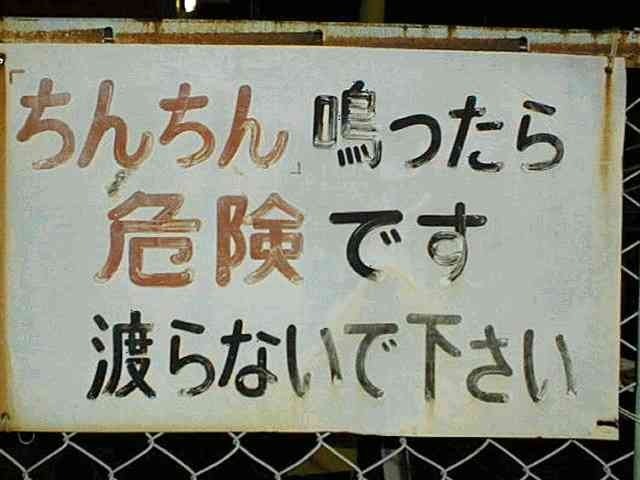 「ちんちん」鳴ったら
危険です
渡らないで下さい